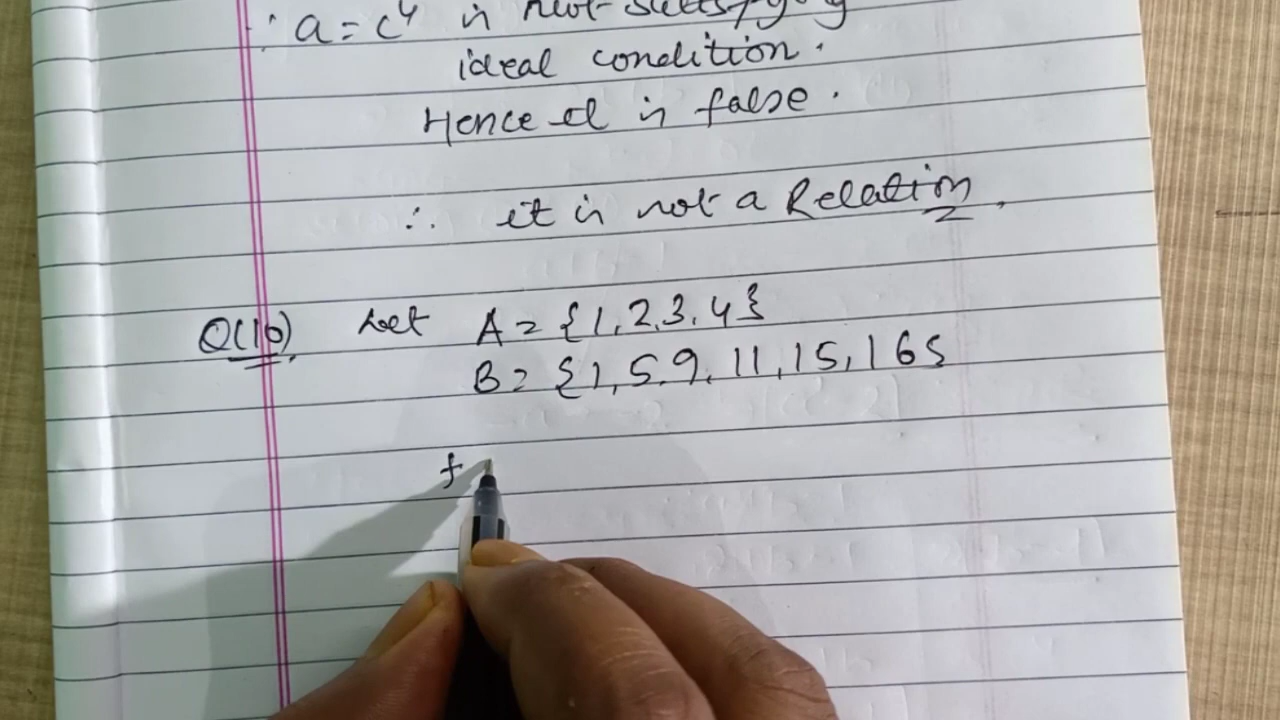 ∵ a = c⁴ is not satisfying
ideal condition.
Hence it is false.
∴ it is not a Relation.
Q(10) Let A = {1, 2, 3, 4}
B = {1, 5, 9, 11, 15, 16}
f